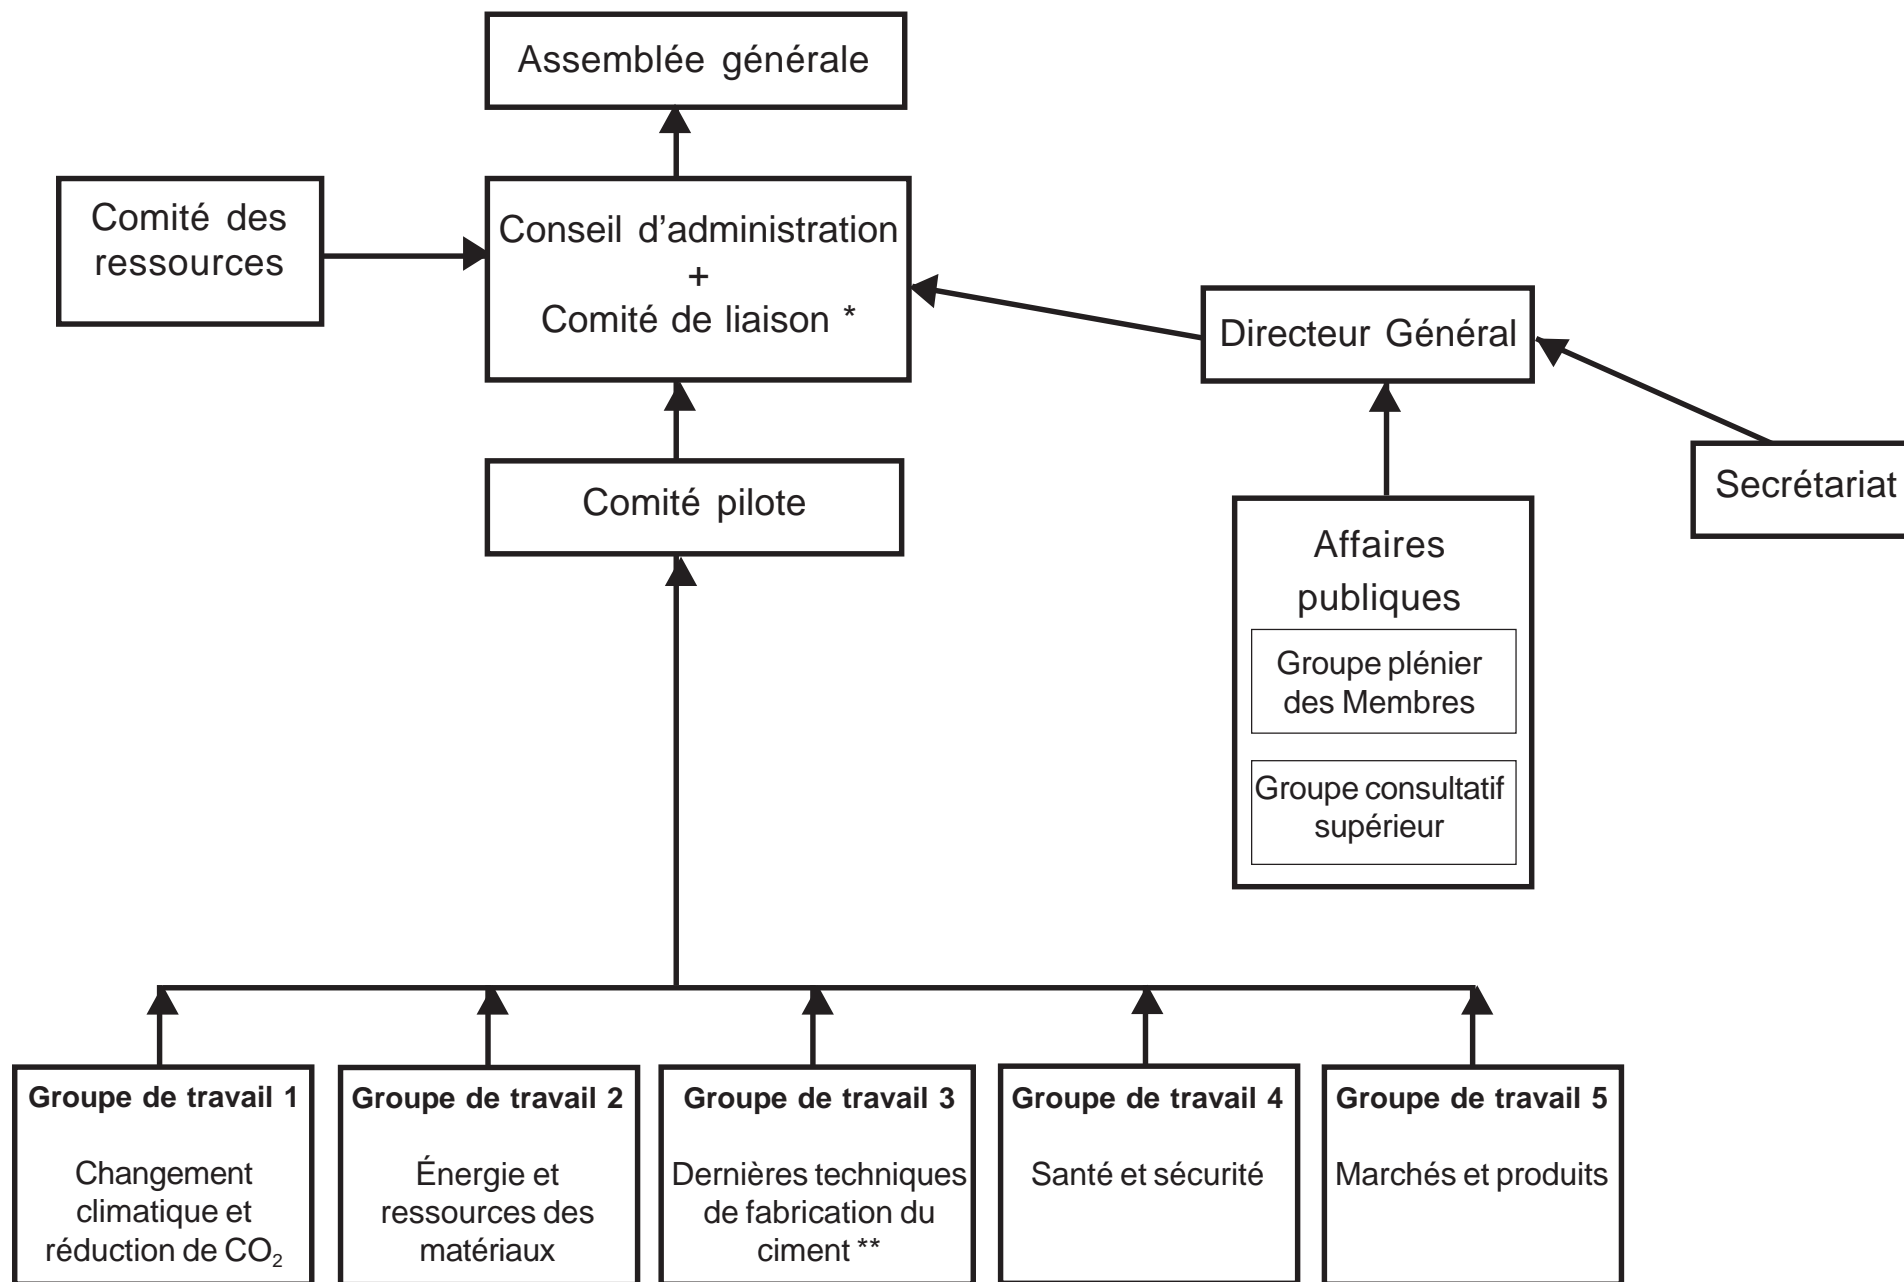 Assemblée générale
Comité des
ressources
Conseil d'administration
+
Comité de liaison *
Directeur Général
Secrétariat
Comité pilote
Affaires
publiques
Groupe plénier
des Membres
Groupe consultatif
supérieur
Groupe de travail 1
Changement
climatique et
réduction de CO₂
Groupe de travail 2
Énergie et
ressources des
matériaux
Groupe de travail 3
Dernières techniques
de fabrication du
ciment **
Groupe de travail 4
Santé et sécurité
Groupe de travail 5
Marchés et produits